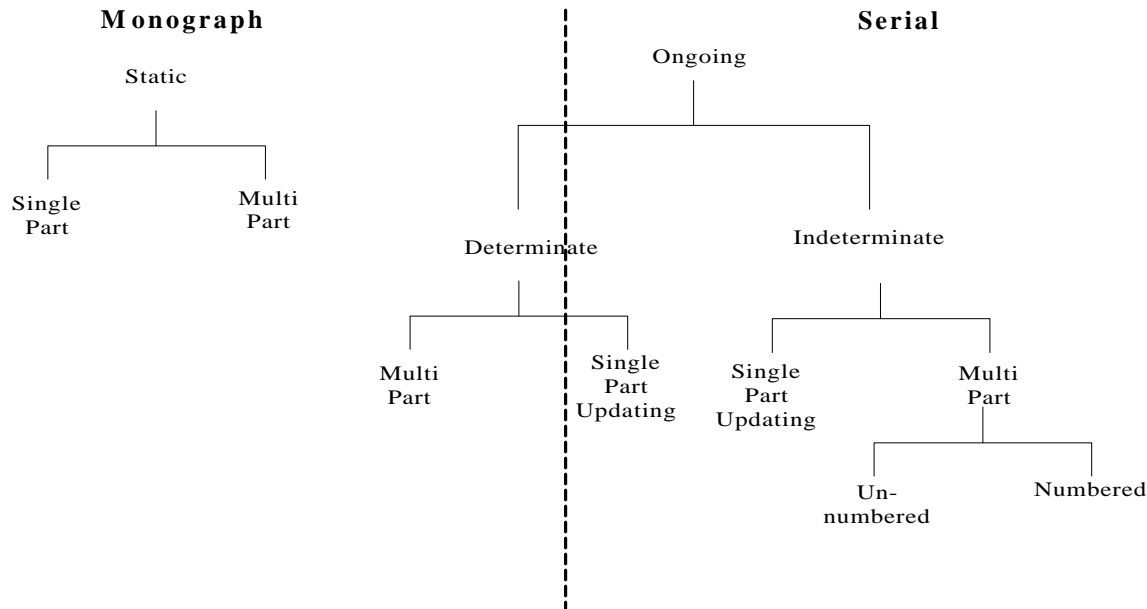 Monograph
Serial
Ongoing
Static
Single
Part
Multi
Part
Determinate
Indeterminate
Multi
Part
Single
Part
Updating
Single
Part
Updating
Multi
Part
Un-
numbered
Numbered